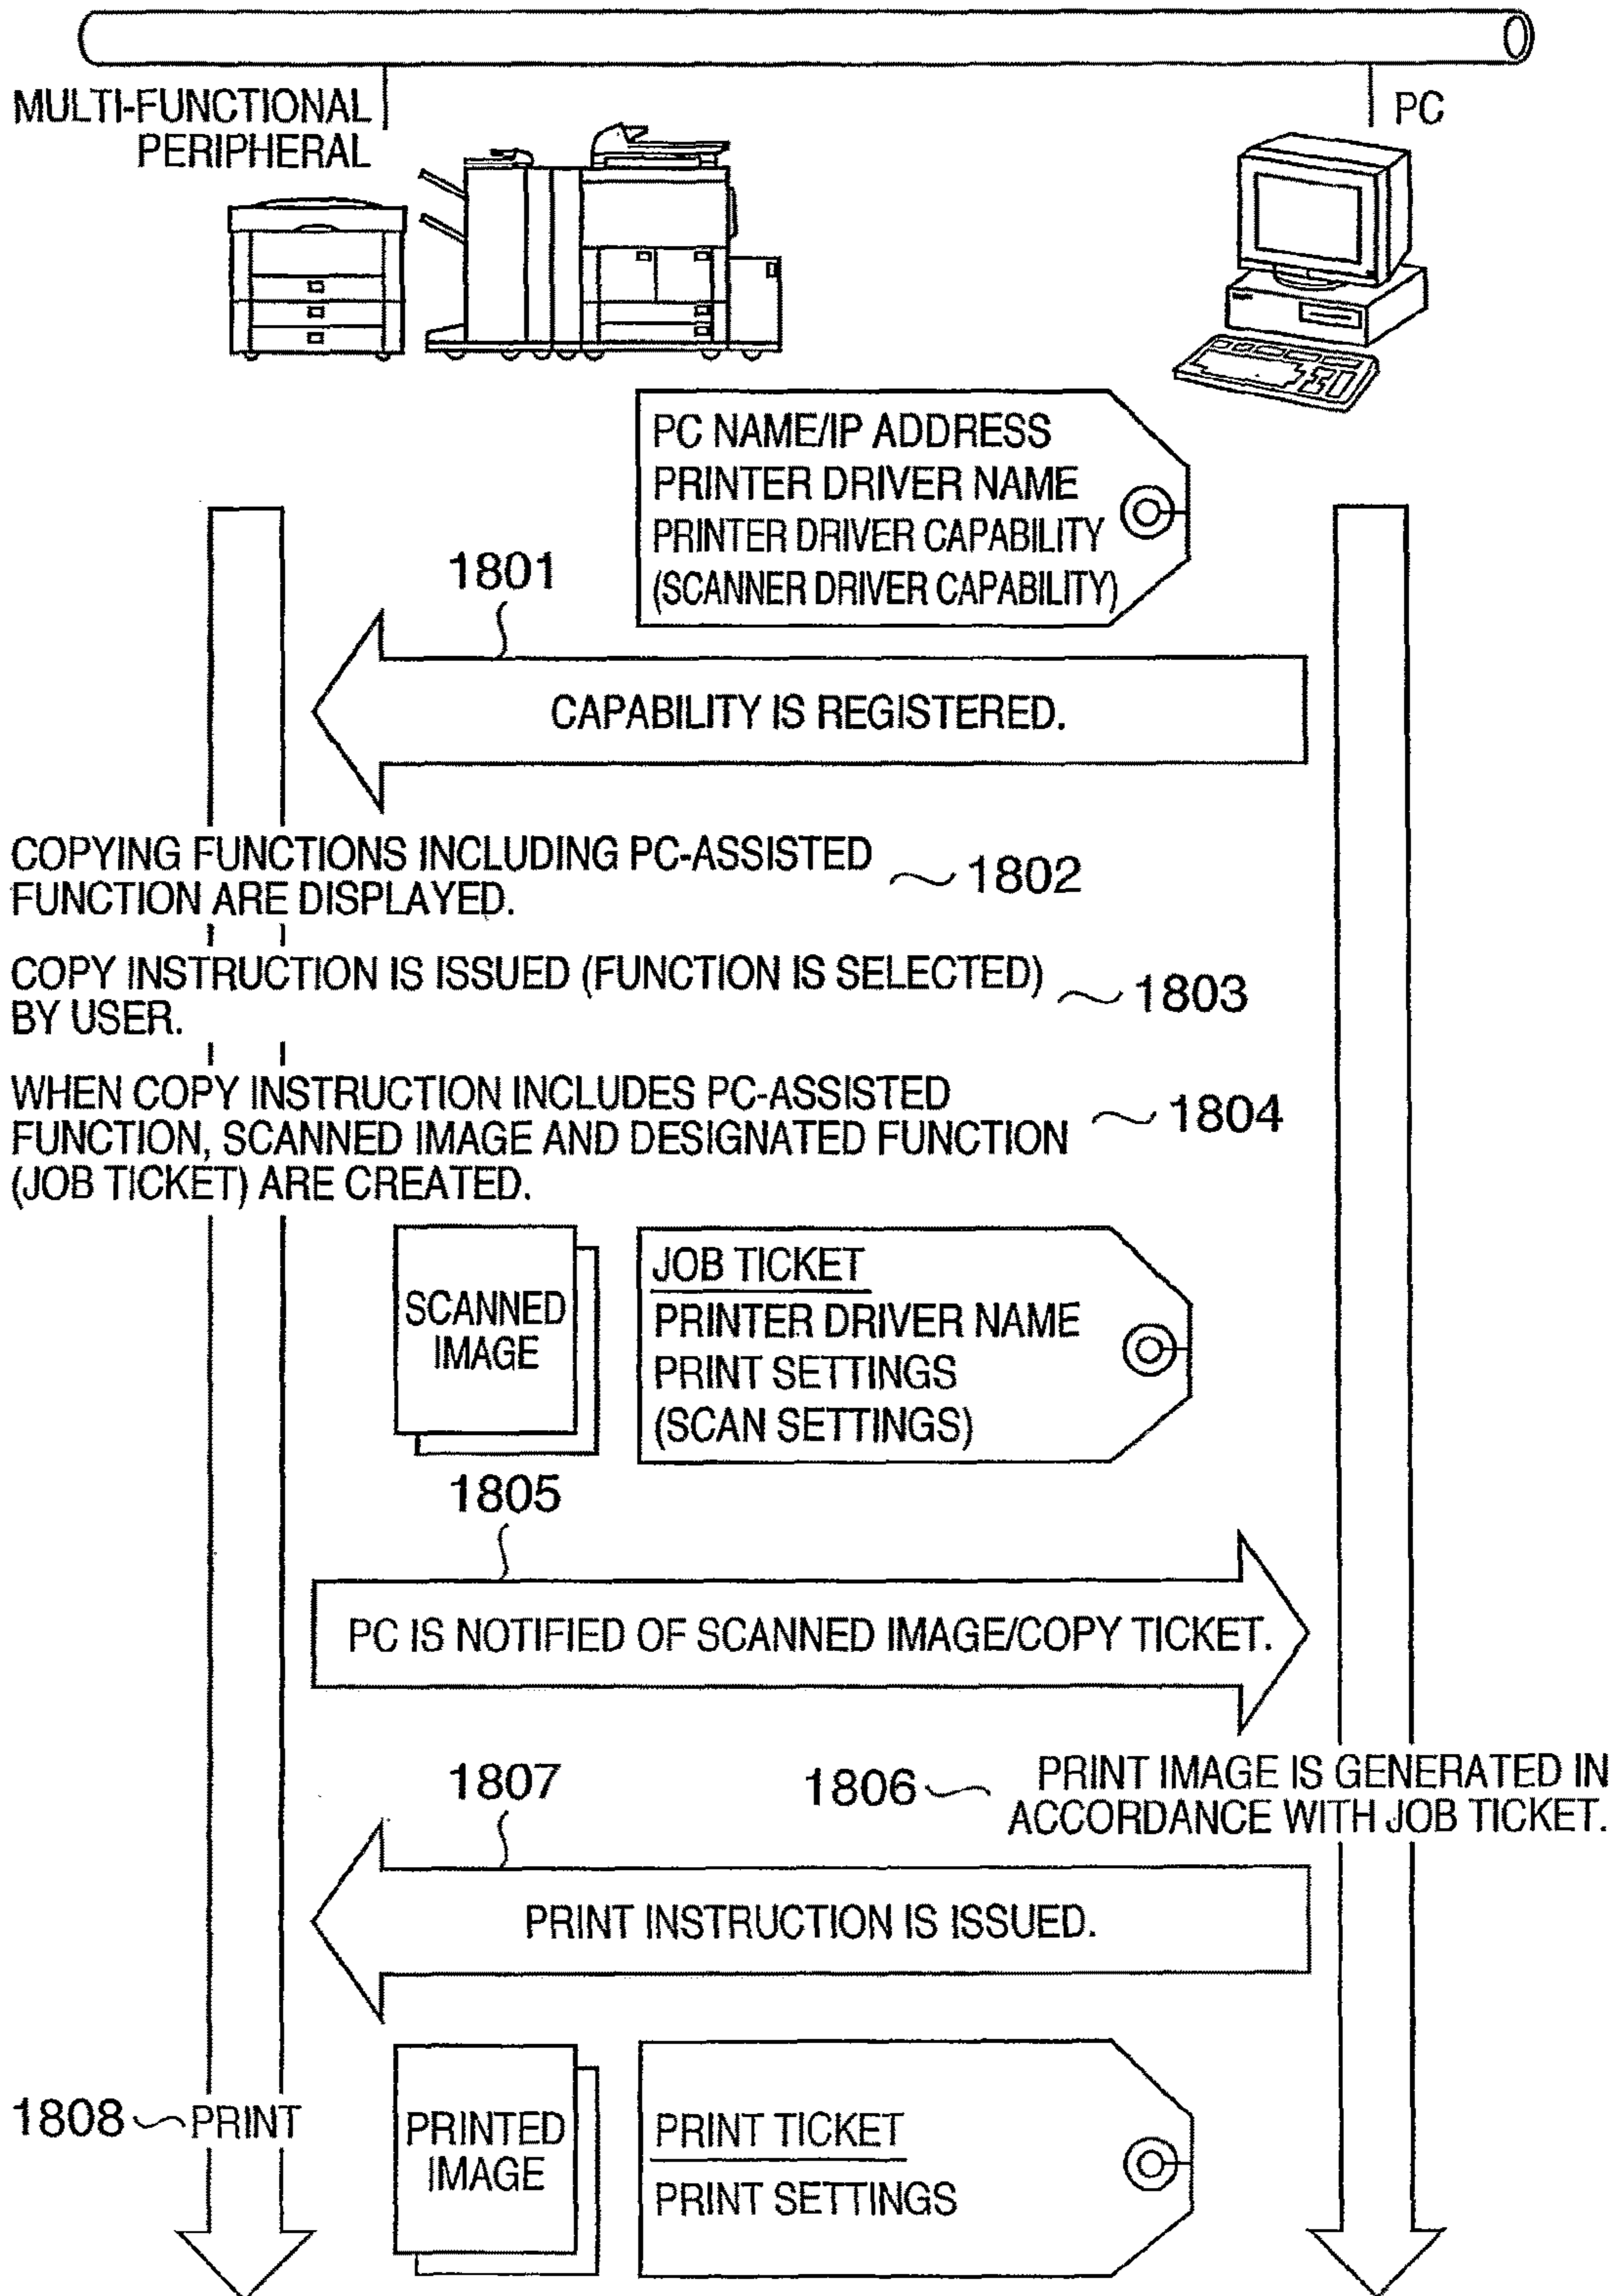 MULTI-FUNCTIONAL
PERIPHERAL
PC
PC NAME/IP ADDRESS
PRINTER DRIVER NAME
PRINTER DRIVER CAPABILITY
(SCANNER DRIVER CAPABILITY)
1801
CAPABILITY IS REGISTERED.
COPYING FUNCTIONS INCLUDING PC-ASSISTED
FUNCTION ARE DISPLAYED.
1802
COPY INSTRUCTION IS ISSUED (FUNCTION IS SELECTED)
BY USER.
1803
WHEN COPY INSTRUCTION INCLUDES PC-ASSISTED
FUNCTION, SCANNED IMAGE AND DESIGNATED FUNCTION
(JOB TICKET) ARE CREATED.
1804
SCANNED
IMAGE
JOB TICKET
PRINTER DRIVER NAME
PRINT SETTINGS
(SCAN SETTINGS)
1805
PC IS NOTIFIED OF SCANNED IMAGE/COPY TICKET.
1806
PRINT IMAGE IS GENERATED IN
ACCORDANCE WITH JOB TICKET.
1807
PRINT INSTRUCTION IS ISSUED.
1808
PRINT
PRINTED
IMAGE
PRINT TICKET
PRINT SETTINGS